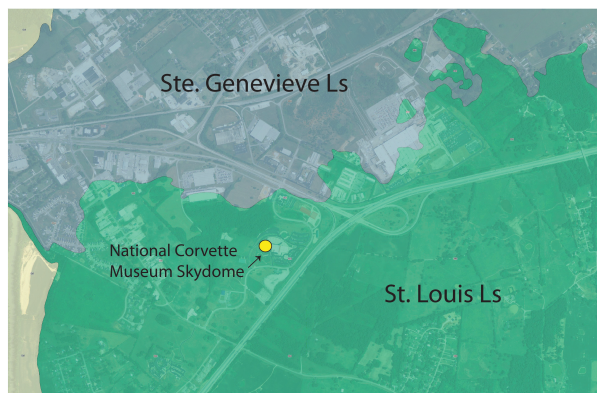 Ste. Genevieve Ls
National Corvette
Museum Skydome
St. Louis Ls